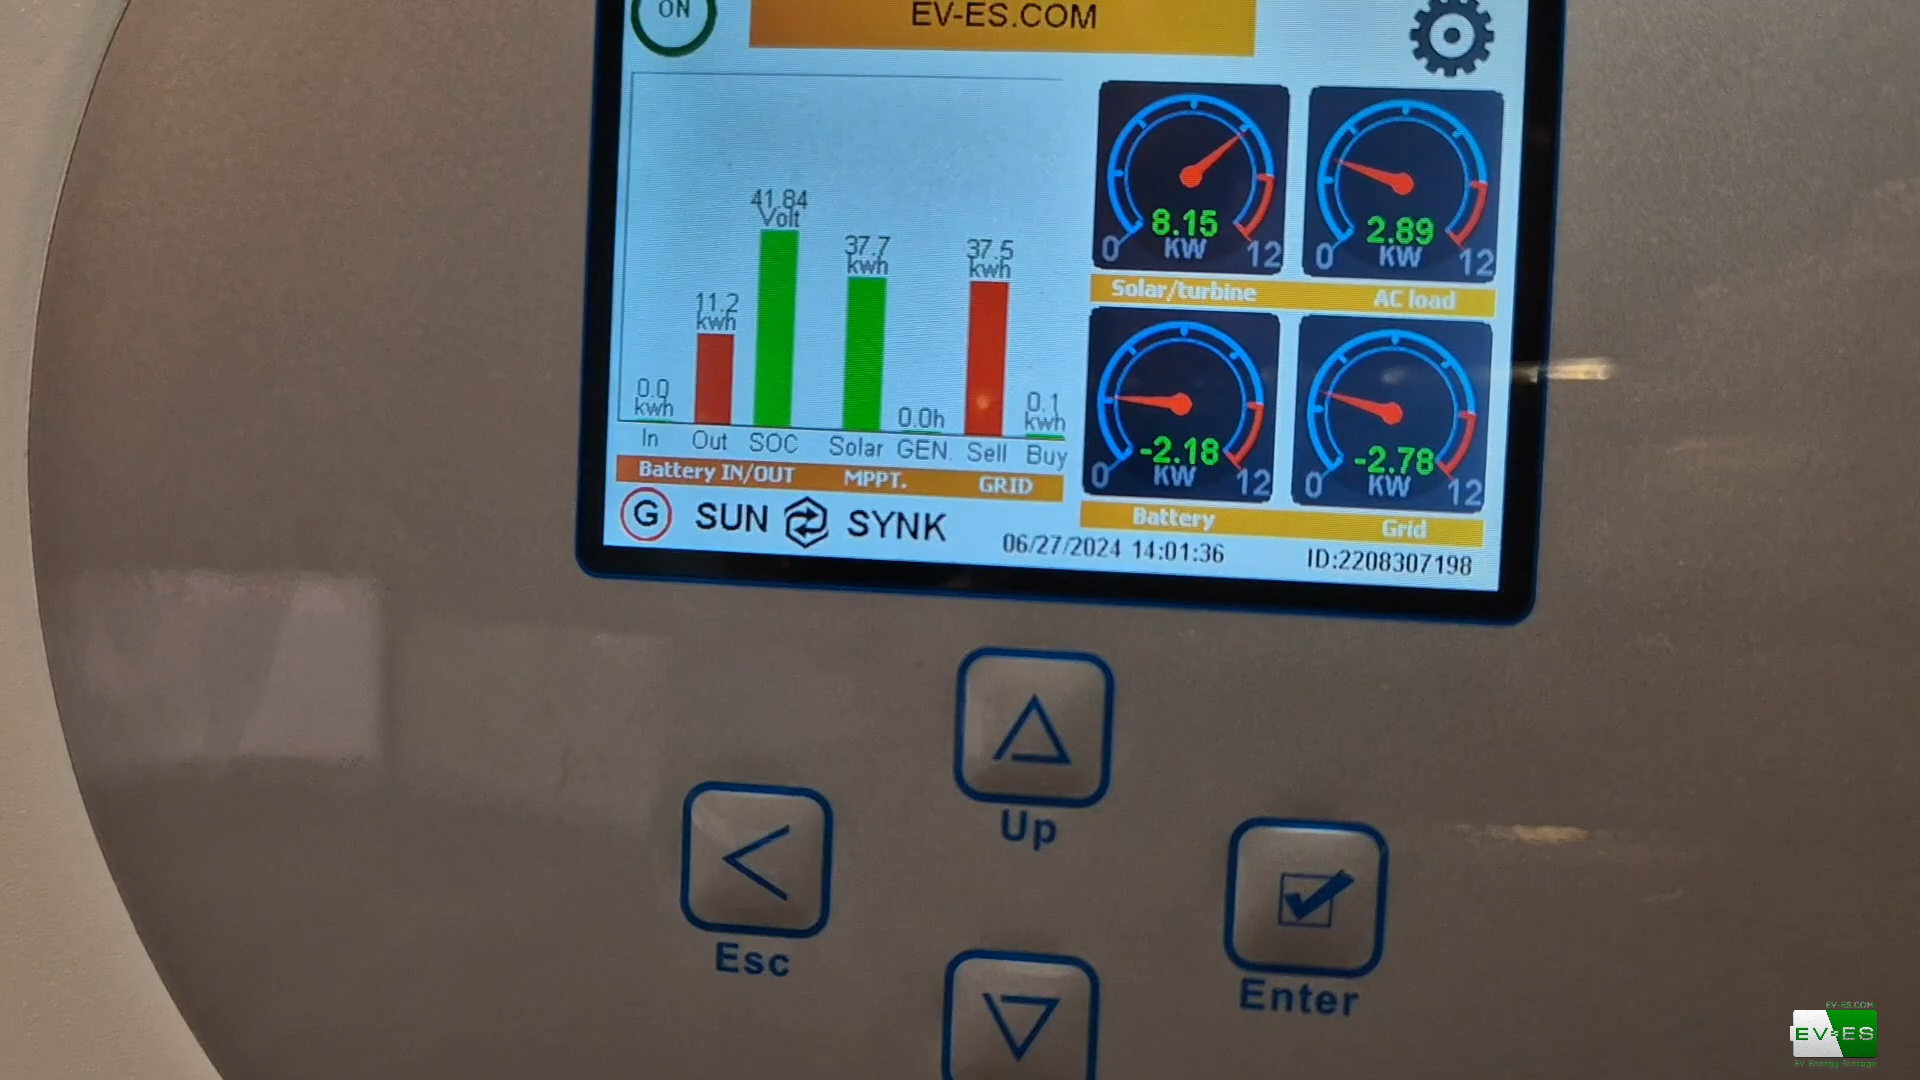 ON
EV-ES.COM
41.84
Volt
37.7
kwh
37.5
kwh
11.2
kwh
0.0
kwh
0.0h
0.1
kwh
In Out SOC Solar GEN. Sell Buy
Battery IN/OUT MPPT. GRID
8.15
KW
0 12
2.89
KW
0 12
Solar/turbine AC load
-2.18
KW
0 12
-2.78
KW
0 12
Battery Grid
G SUN SYNK
06/27/2024 14:01:36 ID:2208307198
Up
Esc
Enter
EV-ES.COM
EV ES
EV Energy Storage